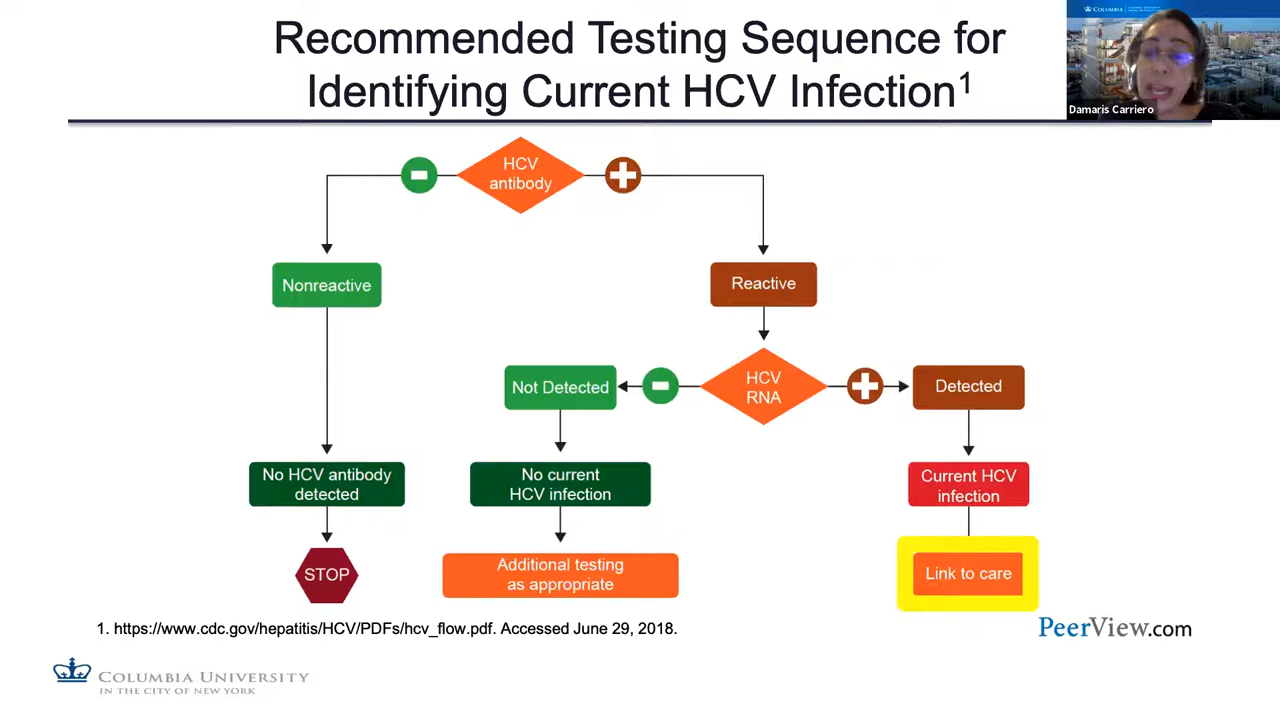 Recommended Testing Sequence for
Identifying Current HCV Infection1
COLUMBIA
Damaris Carriero
HCV
antibody
Nonreactive
Reactive
HCV
RNA
Not Detected
Detected
No HCV antibody
detected
No current
HCV infection
Current HCV
infection
STOP
Additional testing
as appropriate
Link to care
1. https://www.cdc.gov/hepatitis/HCV/PDFs/hcv_flow.pdf. Accessed June 29, 2018.
PeerView.com
COLUMBIA UNIVERSITY
IN THE CITY OF NEW YORK